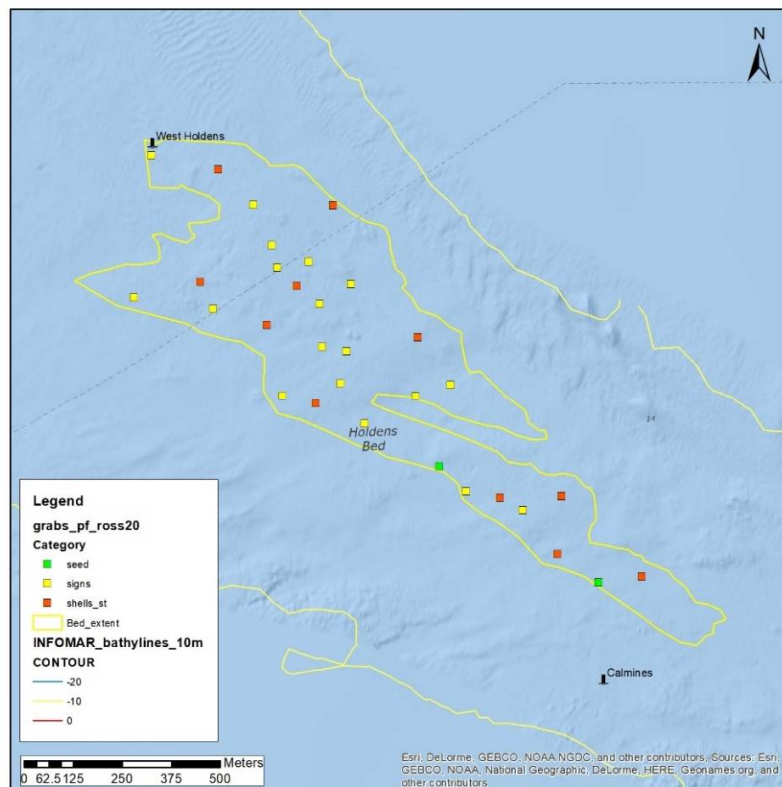 N
West Holdens
14
Holdens
Bed
Calmines
Legend
grabs_pf_ross20
Category
seed
signs
shells_st
Bed_extent
INFOMAR_bathylines_10m
CONTOUR
-20
-10
0
Meters
0 62.5 125 250 375 500
Esri, DeLorme, GEBCO, NOAA NGDC, and other contributors, Sources: Esri,
GEBCO, NOAA, National Geographic, DeLorme, HERE, Geonames.org, and
other contributors